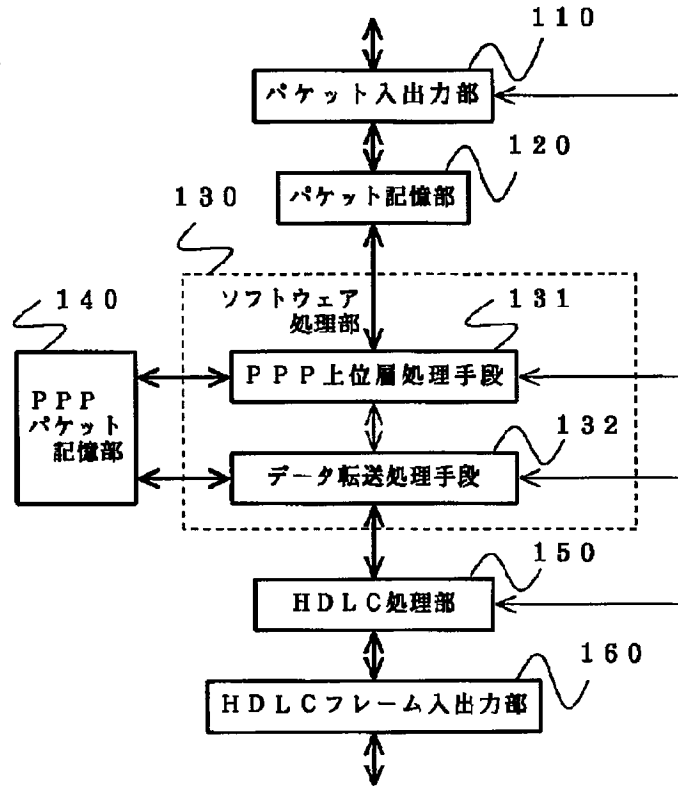 110
パケット入出力部
120
パケット記憶部
130
ソフトウェア
処理部
131
PPP上位層処理手段
140
PPP
パケット
記憶部
132
データ転送処理手段
150
HDLC処理部
160
HDLCフレーム入出力部